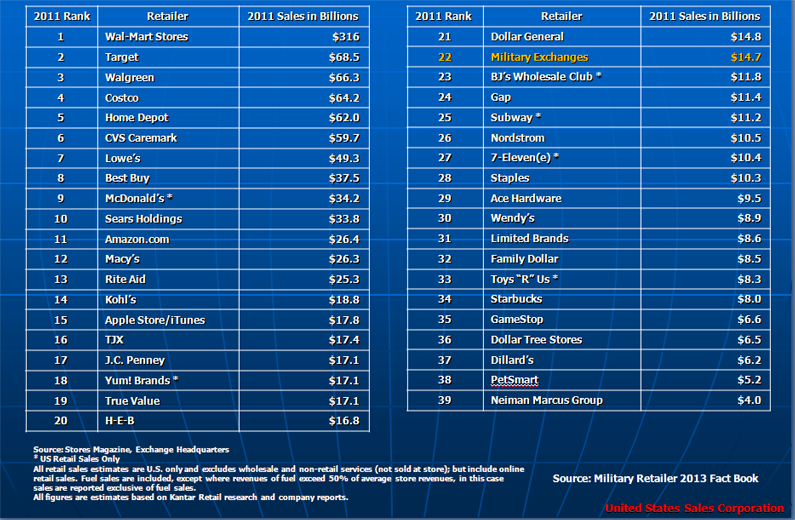 2011 Rank Retailer 2011 Sales in Billions
1 Wal-Mart Stores $316
2 Target $68.5
3 Walgreen $66.3
4 Costco $64.2
5 Home Depot $62.0
6 CVS Caremark $59.7
7 Lowe's $49.3
8 Best Buy $37.5
9 McDonald's * $34.2
10 Sears Holdings $33.8
11 Amazon.com $26.4
12 Macy's $26.3
13 Rite Aid $25.3
14 Kohl's $18.8
15 Apple Store/iTunes $17.8
16 TJX $17.4
17 J.C. Penney $17.1
18 Yum! Brands * $17.1
19 True Value $17.1
20 H-E-B $16.8
2011 Rank Retailer 2011 Sales in Billions
21 Dollar General $14.8
22 Military Exchanges $14.7
23 BJ's Wholesale Club * $11.8
24 Gap $11.4
25 Subway * $11.2
26 Nordstrom $10.5
27 7-Eleven(e) * $10.4
28 Staples $10.3
29 Ace Hardware $9.5
30 Wendy's $8.9
31 Limited Brands $8.6
32 Family Dollar $8.5
33 Toys "R" Us * $8.3
34 Starbucks $8.0
35 GameStop $6.6
36 Dollar Tree Stores $6.5
37 Dillard's $6.2
38 PetSmart $5.2
39 Neiman Marcus Group $4.0
Source: Stores Magazine, Exchange Headquarters
* US Retail Sales Only
All retail sales estimates are U.S. only and excludes wholesale and non-retail services (not sold at store); but include online
retail sales. Fuel sales are included, except where revenues of fuel exceed 50% of average store revenues, in this case
sales are reported exclusive of fuel sales.
All figures are estimates based on Kantar Retail research and company reports.
Source: Military Retailer 2013 Fact Book
United States Sales Corporation